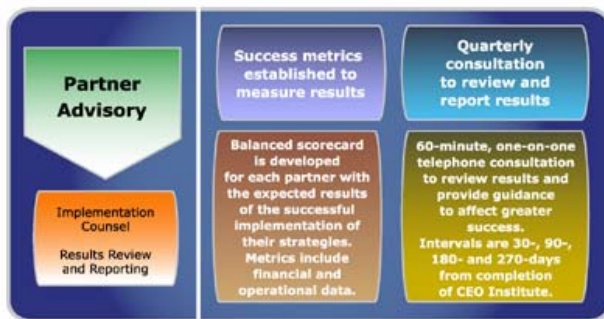 Partner
Advisory
Implementation
Counsel
Results Review
and Reporting
Success metrics
established to
measure results
Balanced scorecard
is developed
for each partner with
the expected results
of the successful
implementation of
their strategies.
Metrics include
financial and
operational data.
Quarterly
consultation
to review and
report results
60-minute, one-on-one
telephone consultation
to review results and
provide guidance
to affect greater
success.
Intervals are 30-, 90-,
180- and 270-days
from completion
of CEO Institute.